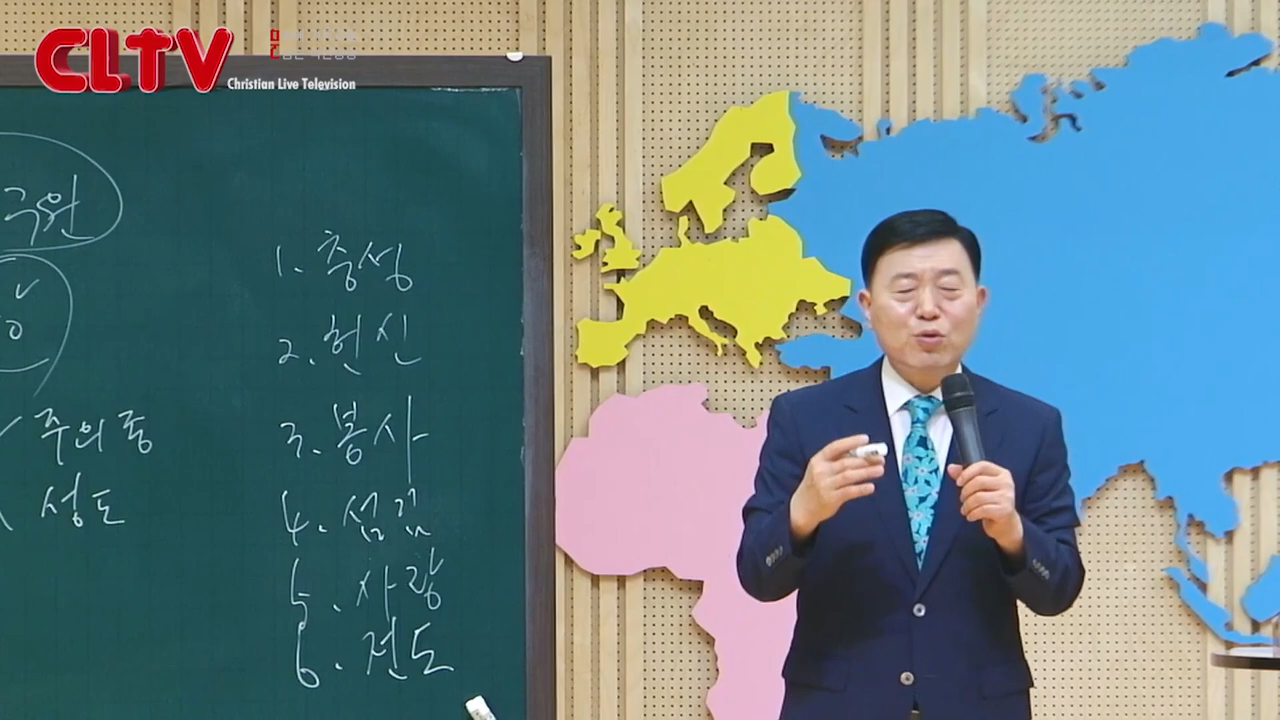 CLTV
Christian Live Television
구원
주의종
성도
1. 충성
2. 헌신
3. 봉사
4. 섬김
5. 사랑
6. 전도